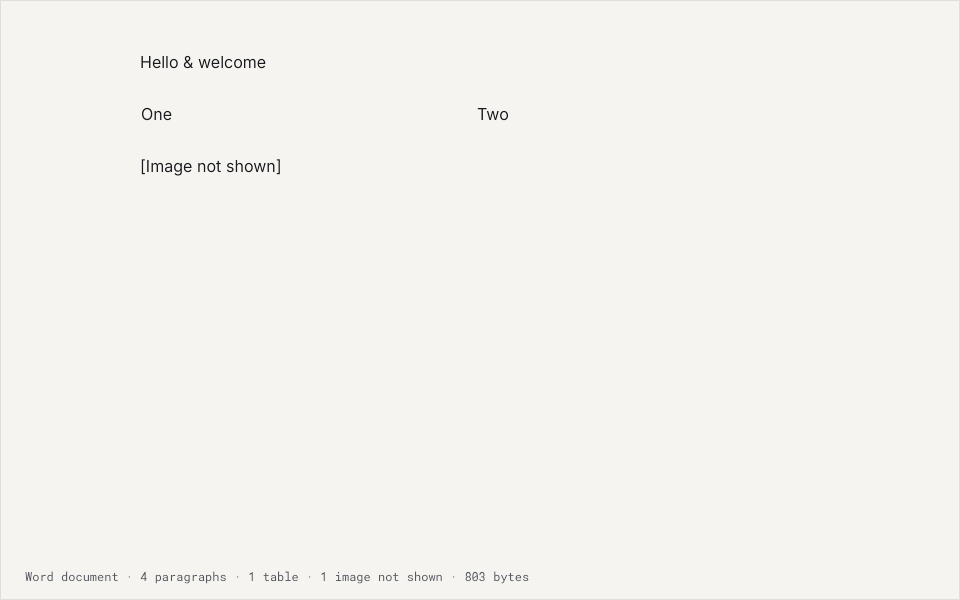 Hello & welcome
One Two
[Image not shown]
Word document · 4 paragraphs · 1 table · 1 image not shown · 803 bytes